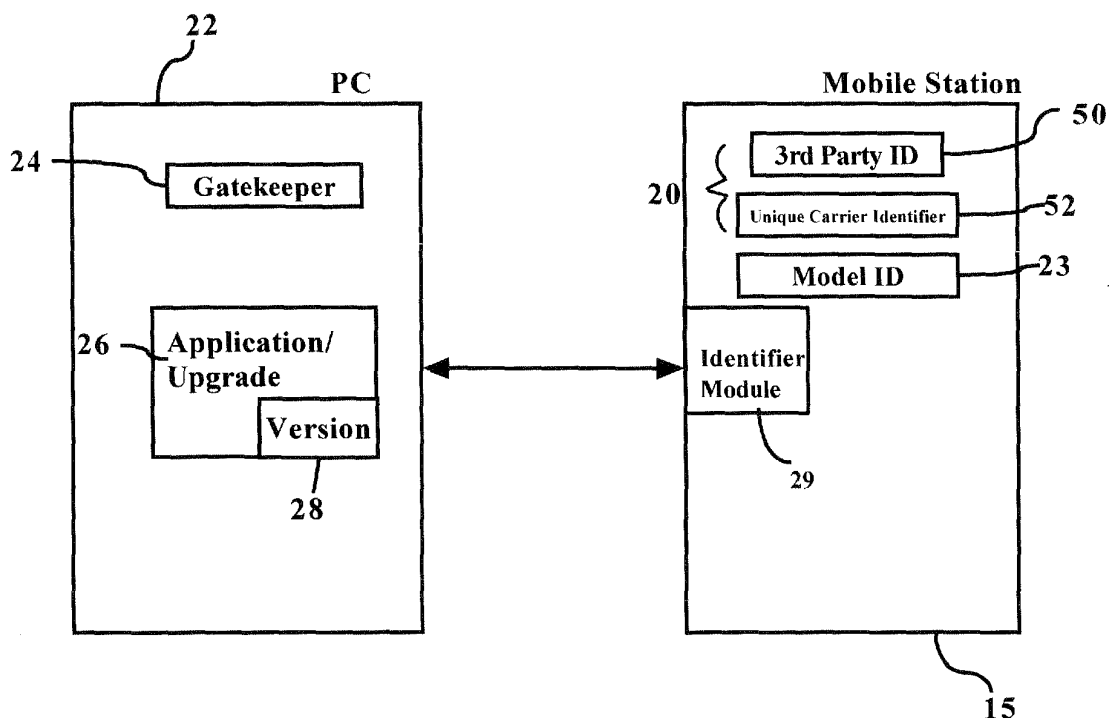 22
PC
24
Gatekeeper
26
Application/
Upgrade
Version
28
Mobile Station
50
3rd Party ID
20
52
Unique Carrier Identifier
23
Model ID
Identifier
Module
29
15